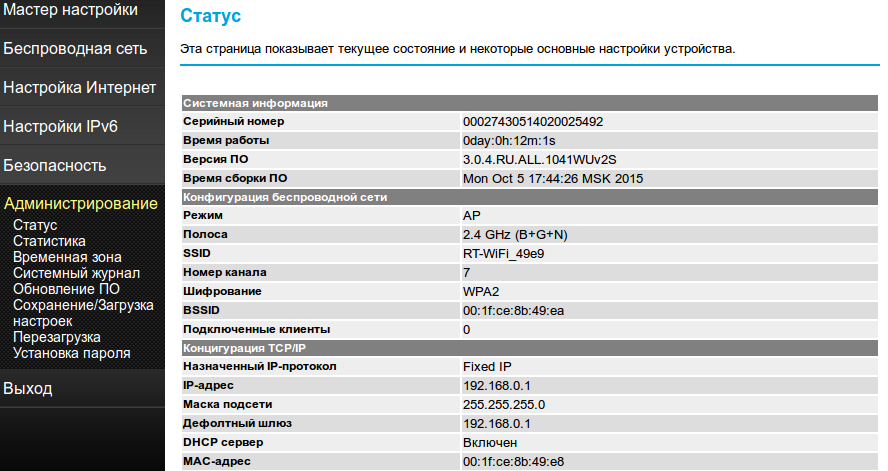 Мастер настройки
Беспроводная сеть
Настройка Интернет
Настройки IPv6
Безопасность
Администрирование
Статус
Статистика
Временная зона
Системный журнал
Обновление ПО
Сохранение/Загрузка
настроек
Перезагрузка
Установка пароля
Выход
Статус
Эта страница показывает текущее состояние и некоторые основные настройки устройства.
Системная информация
Серийный номер 00027430514020025492
Время работы 0day:0h:12m:1s
Версия ПО 3.0.4.RU.ALL.1041WUv2S
Время сборки ПО Mon Oct 5 17:44:26 MSK 2015
Конфигурация беспроводной сети
Режим AP
Полоса 2.4 GHz (B+G+N)
SSID RT-WiFi_49e9
Номер канала 7
Шифрование WPA2
BSSID 00:1f:ce:8b:49:ea
Подключенные клиенты 0
Концигурация TCP/IP
Назначенный IP-протокол Fixed IP
IP-адрес 192.168.0.1
Маска подсети 255.255.255.0
Дефолтный шлюз 192.168.0.1
DHCP сервер Включен
MAC-адрес 00:1f:ce:8b:49:e8